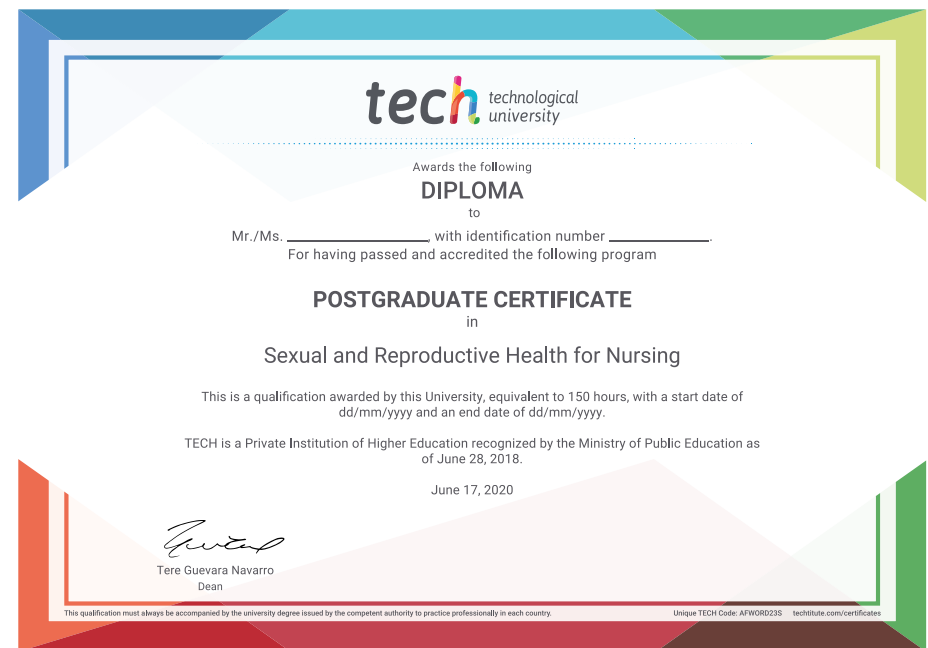 tech technological
university
Awards the following
DIPLOMA
to
Mr./Ms. ____________________, with identification number ______________.
For having passed and accredited the following program
POSTGRADUATE CERTIFICATE
in
Sexual and Reproductive Health for Nursing
This is a qualification awarded by this University, equivalent to 150 hours, with a start date of
dd/mm/yyyy and an end date of dd/mm/yyyy.
TECH is a Private Institution of Higher Education recognized by the Ministry of Public Education as
of June 28, 2018.
June 17, 2020
Tere Guevara Navarro
Dean
This qualification must always be accompanied by the university degree issued by the competent authority to practice professionally in each country. Unique TECH Code: AFWORD23S techtitute.com/certificates